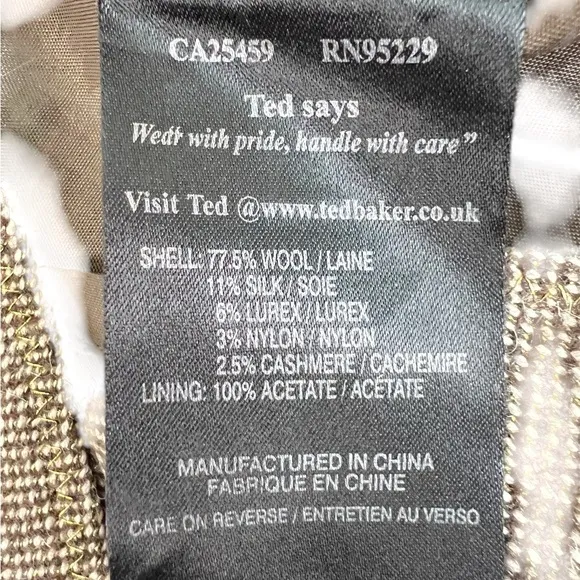 CA25459 RN95229
Ted says
Wear with pride, handle with care”
Visit Ted @www.tedbaker.co.uk
SHELL: 77.5% WOOL / LAINE
11% SILK / SOIE
6% LUREX / LUREX
3% NYLON / NYLON
2.5% CASHMERE / CACHEMIRE
LINING: 100% ACETATE / ACÉTATE
MANUFACTURED IN CHINA
FABRIQUE EN CHINE
CARE ON REVERSE / ENTRETIEN AU VERSO